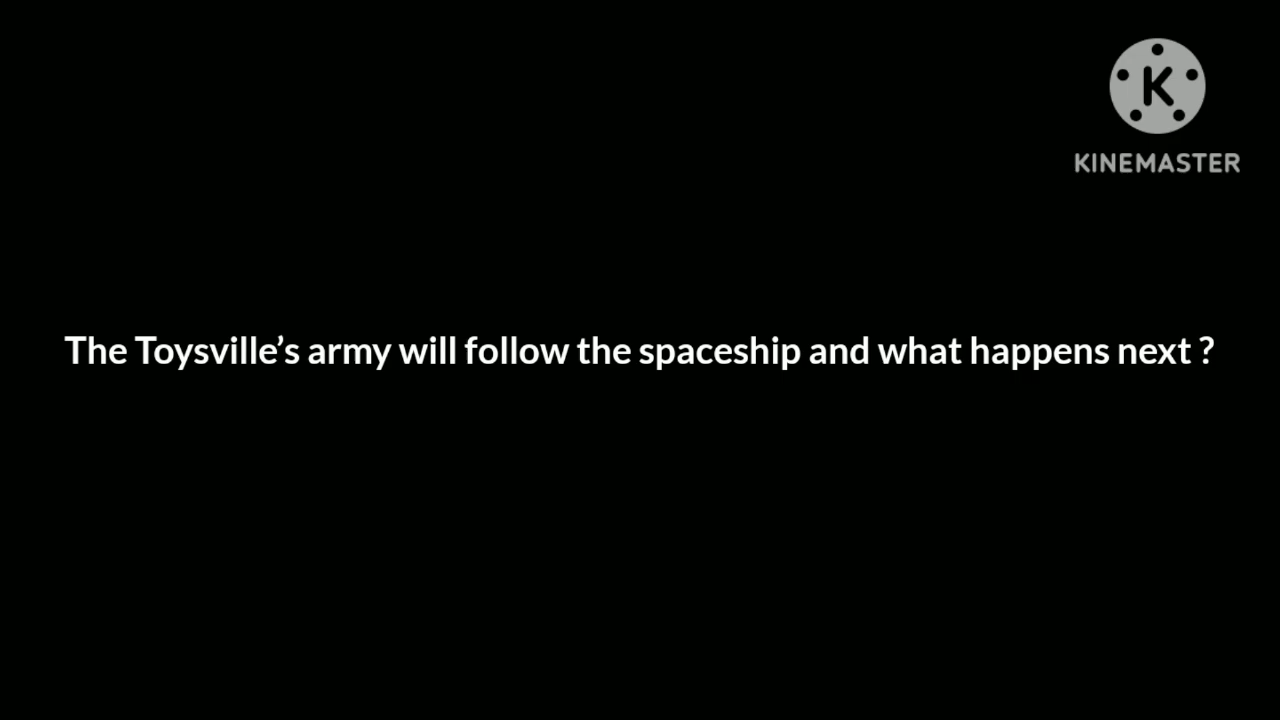 K
KINEMASTER
The Toysville’s army will follow the spaceship and what happens next ?